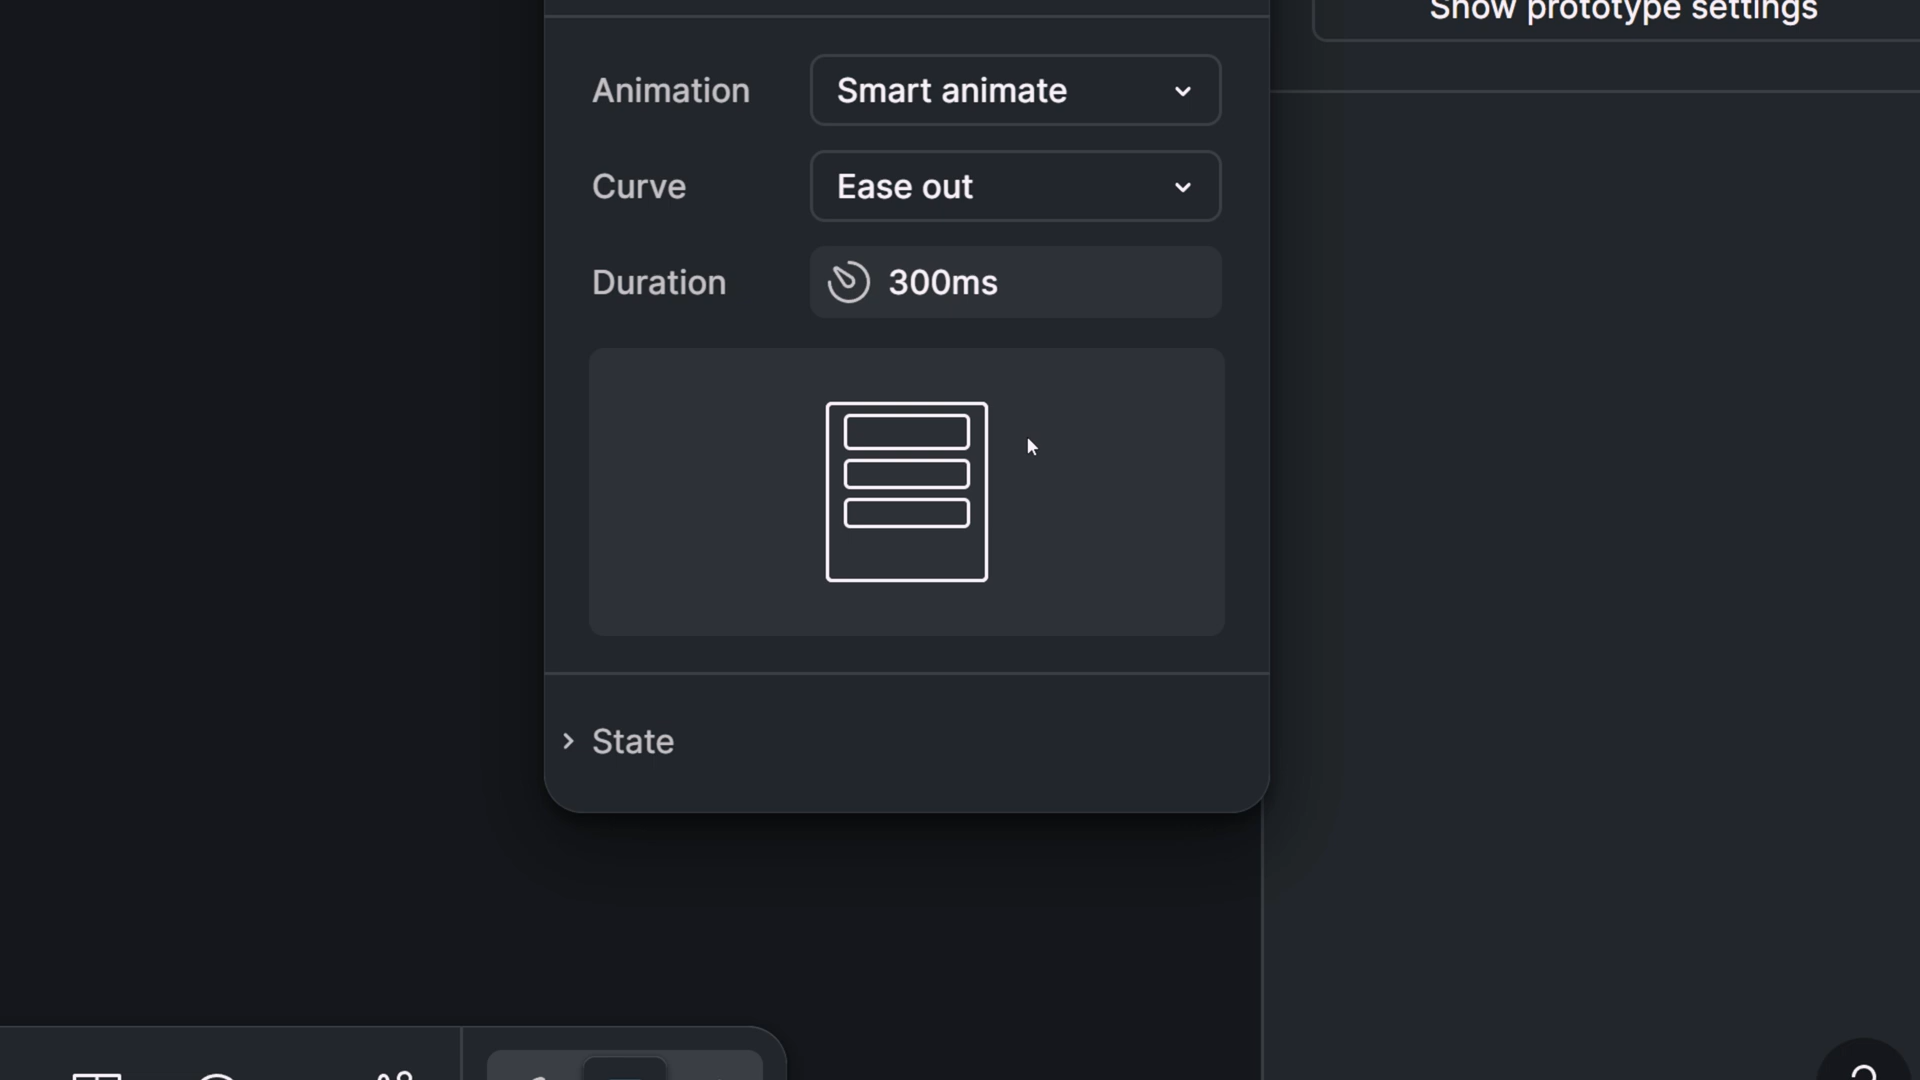 Show prototype settings
Animation
Smart animate
Curve
Ease out
Duration
300ms
State